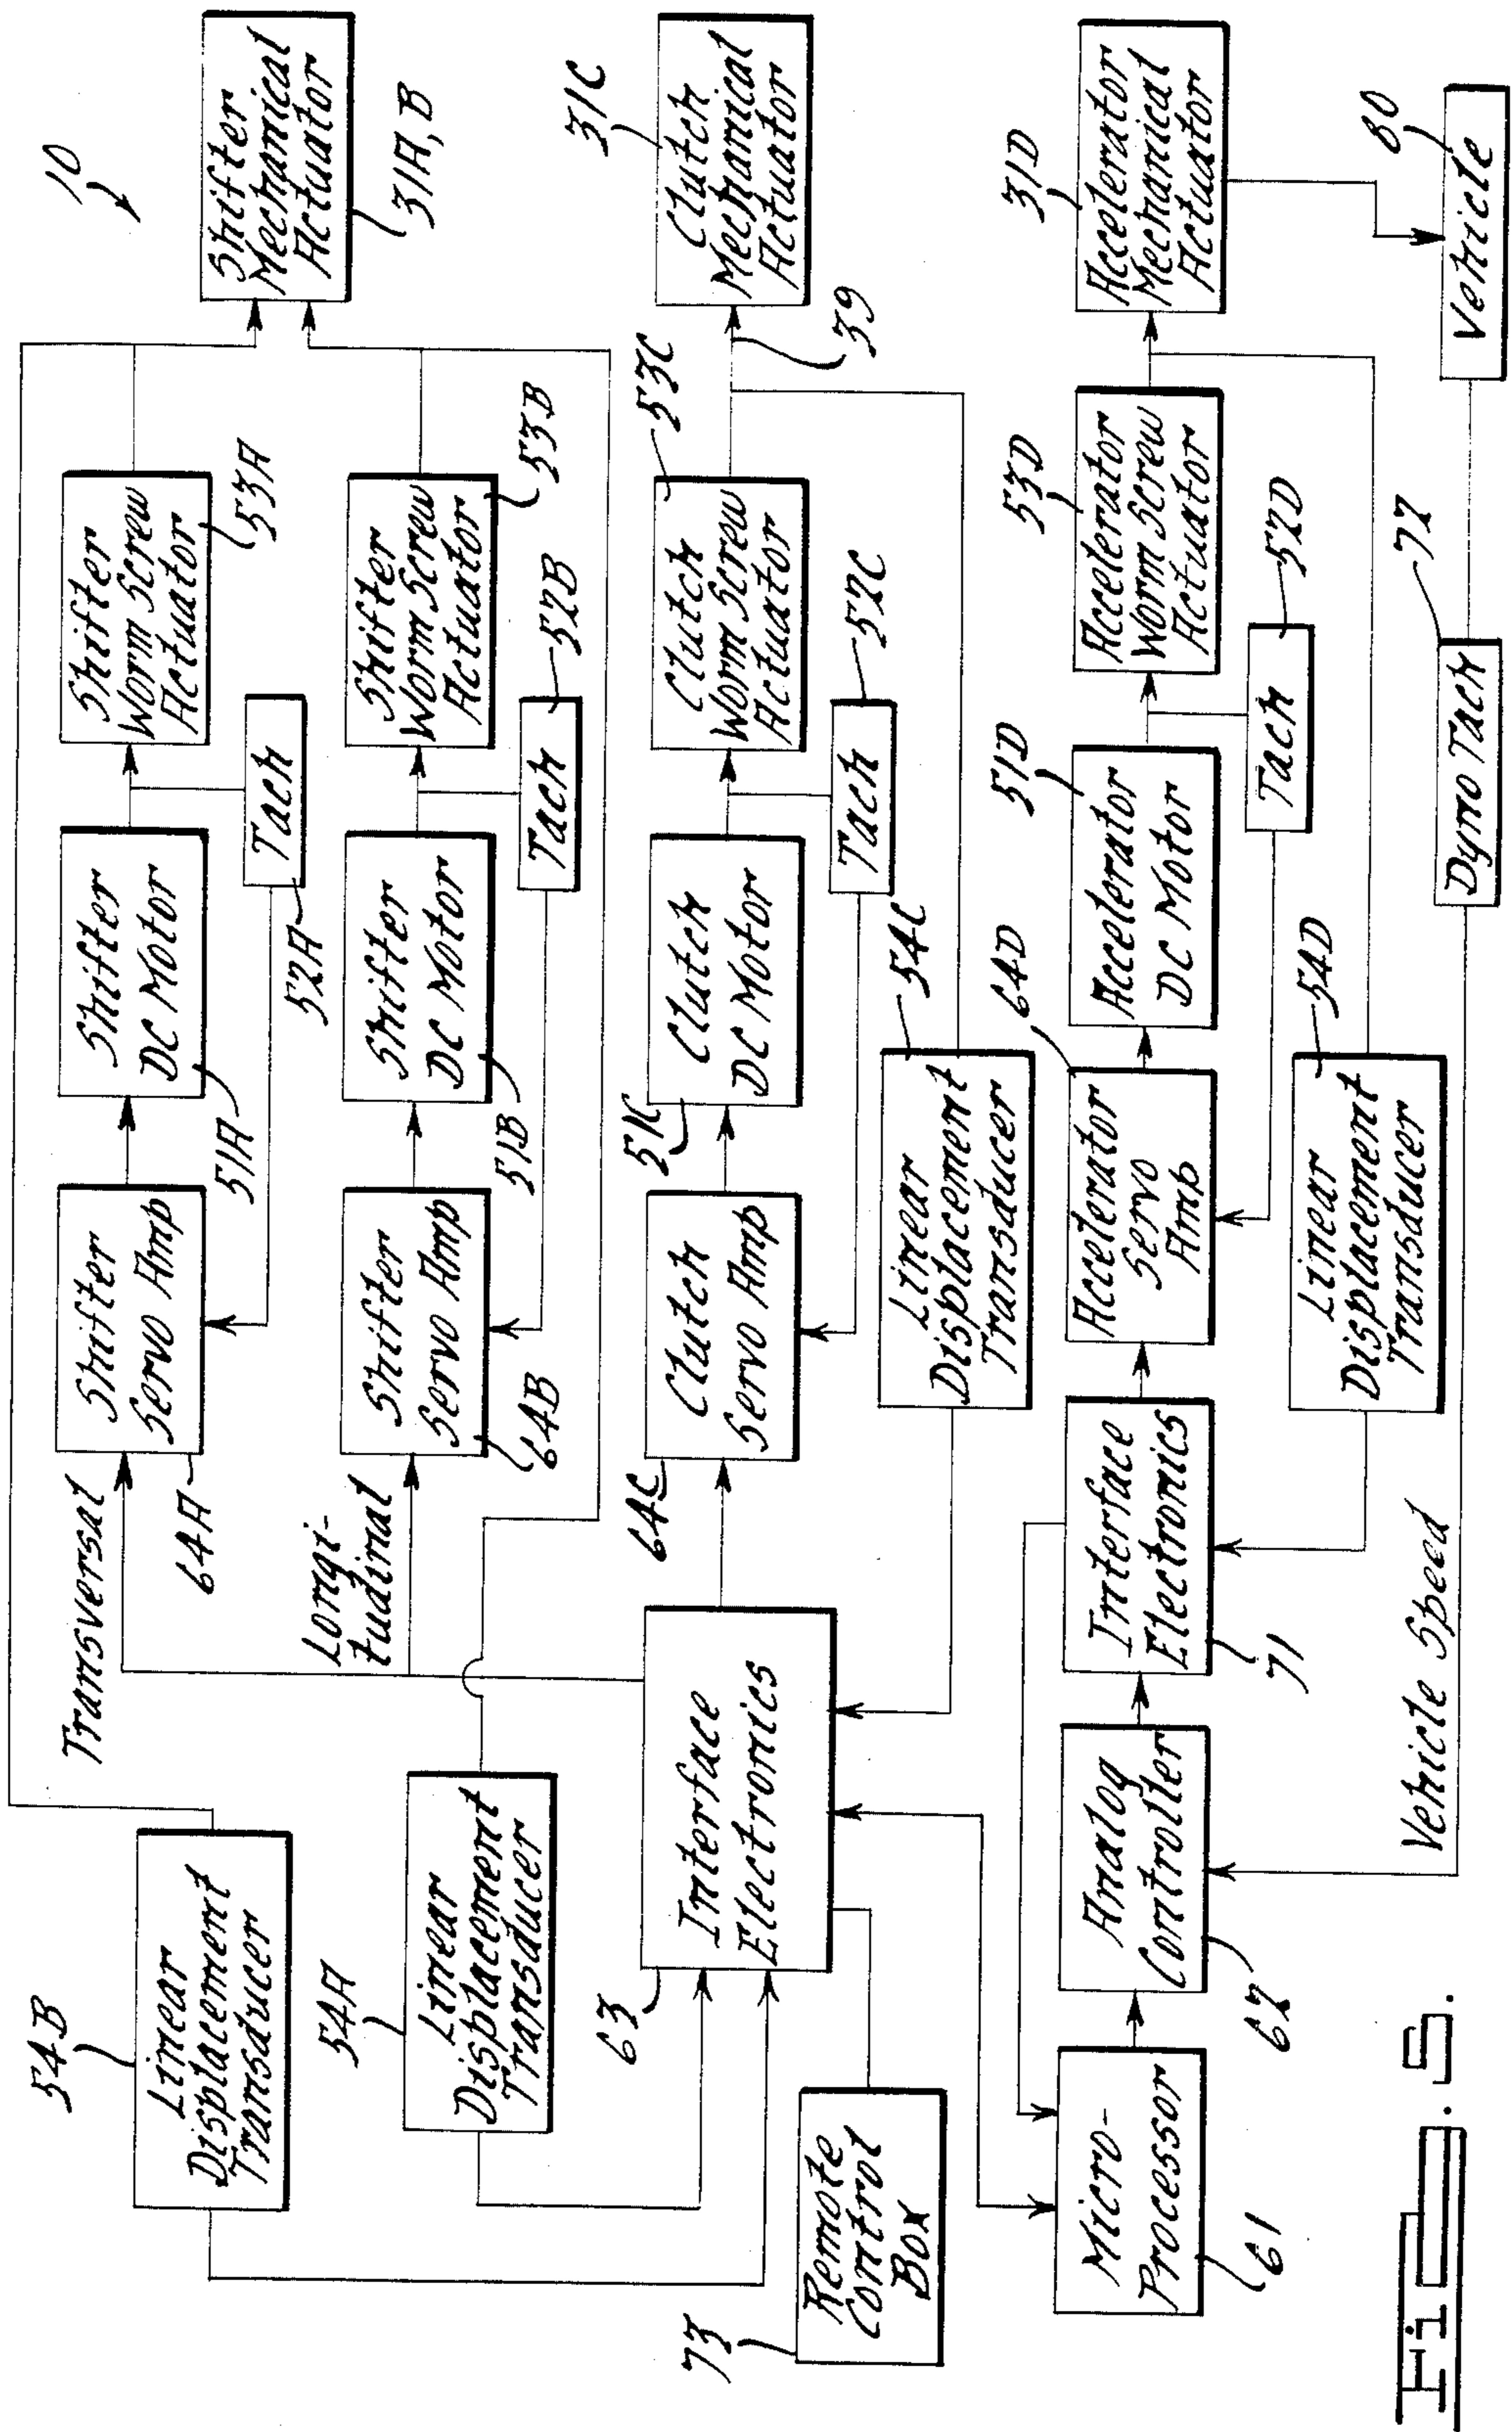 10
Shifter
Mechanical
Actuator
31A, B
Shifter
Worm Screw
Actuator
53A
Tach
52A
Shifter
DC Motor
51A
Shifter
Servo Amp
64A
Transversal
54B
Linear
Displacement
Transducer
Shifter
Worm Screw
Actuator
53B
Tach
52B
Shifter
DC Motor
51B
Shifter
Servo Amp
64B
Longi-
tudinal
54A
Linear
Displacement
Transducer
31C
Clutch
Mechanical
Actuator
39
53C
Clutch
Worm Screw
Actuator
Tach
52C
51C
Clutch
DC Motor
64C
Clutch
Servo Amp
54C
Linear
Displacement
Transducer
63
Interface
Electronics
73
Remote
Control
Box
31D
Accelerator
Mechanical
Actuator
53D
Accelerator
Worm Screw
Actuator
52D
Tach
51D
Accelerator
DC Motor
64D
Accelerator
Servo
Amp
54D
Linear
Displacement
Transducer
Interface
Electronics
71
Analog
Controller
62
Micro-
Processor
61
80
Vehicle
72
Dyno Tach
Vehicle Speed
Fig. 5.